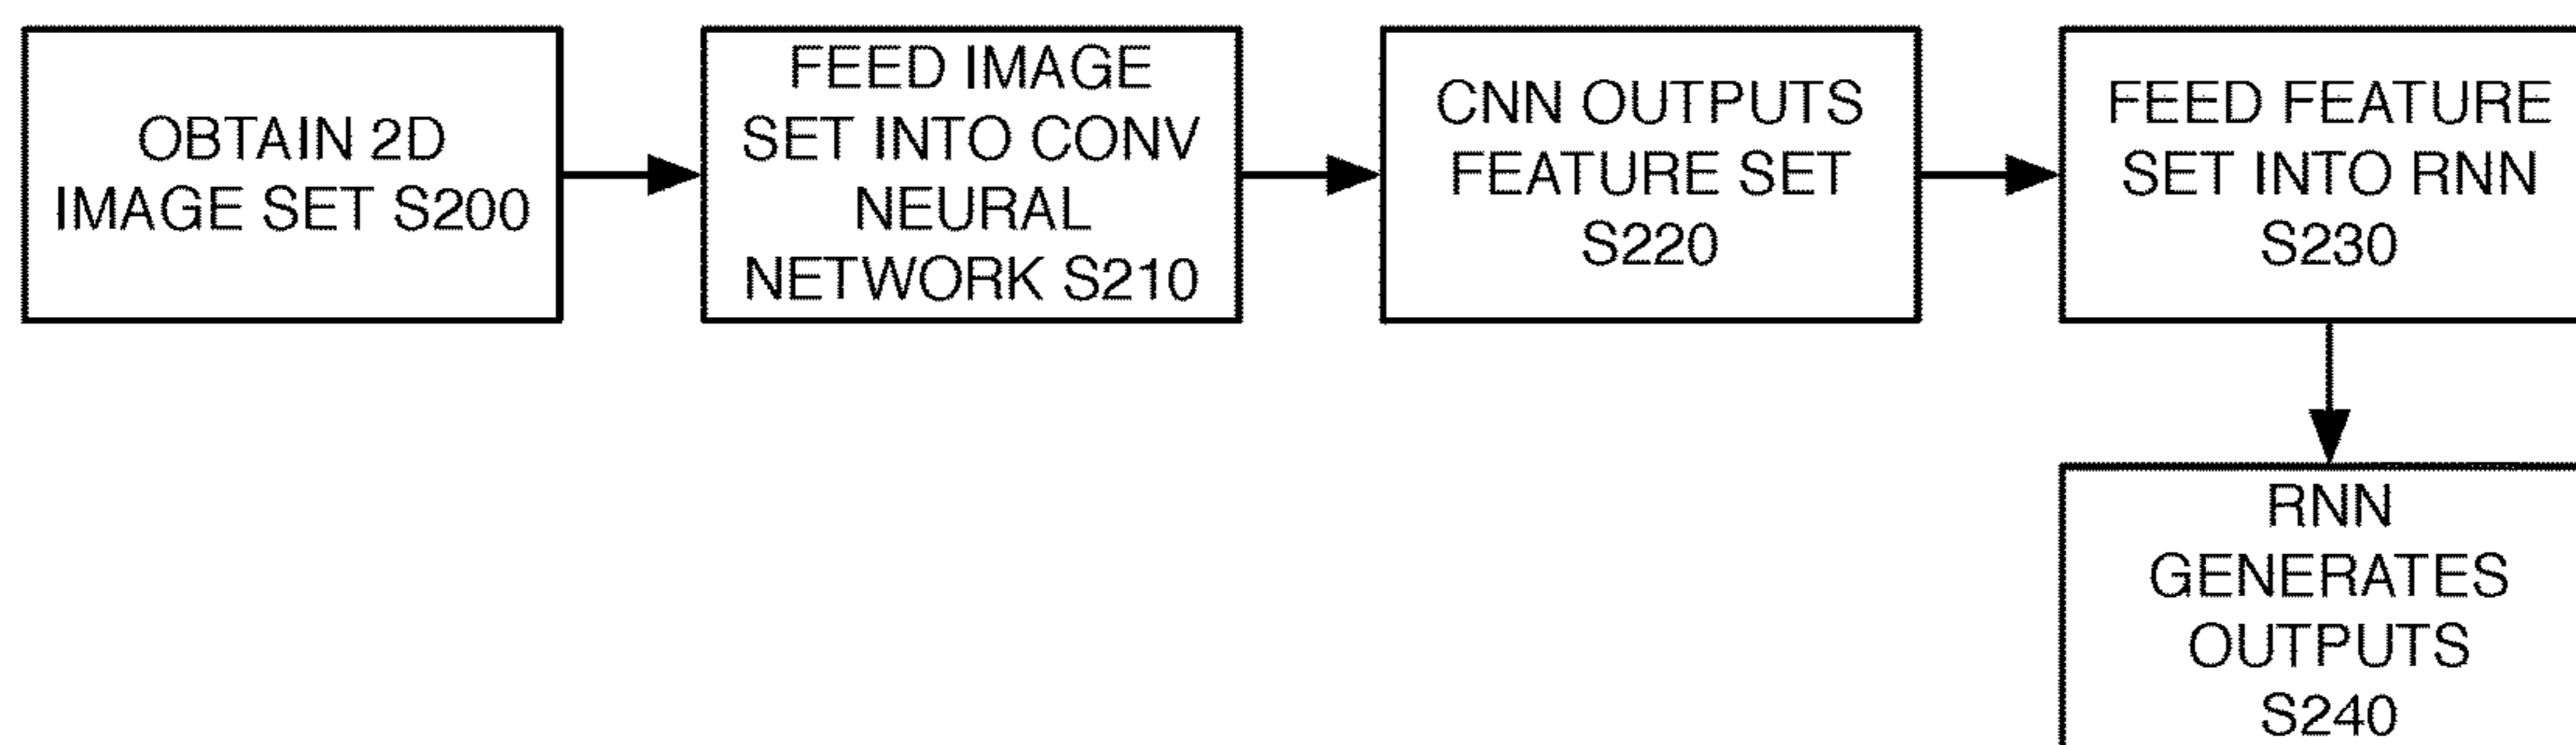 OBTAIN 2D
IMAGE SET S200
FEED IMAGE
SET INTO CONV
NEURAL
NETWORK S210
CNN OUTPUTS
FEATURE SET
S220
FEED FEATURE
SET INTO RNN
S230
RNN
GENERATES
OUTPUTS
S240